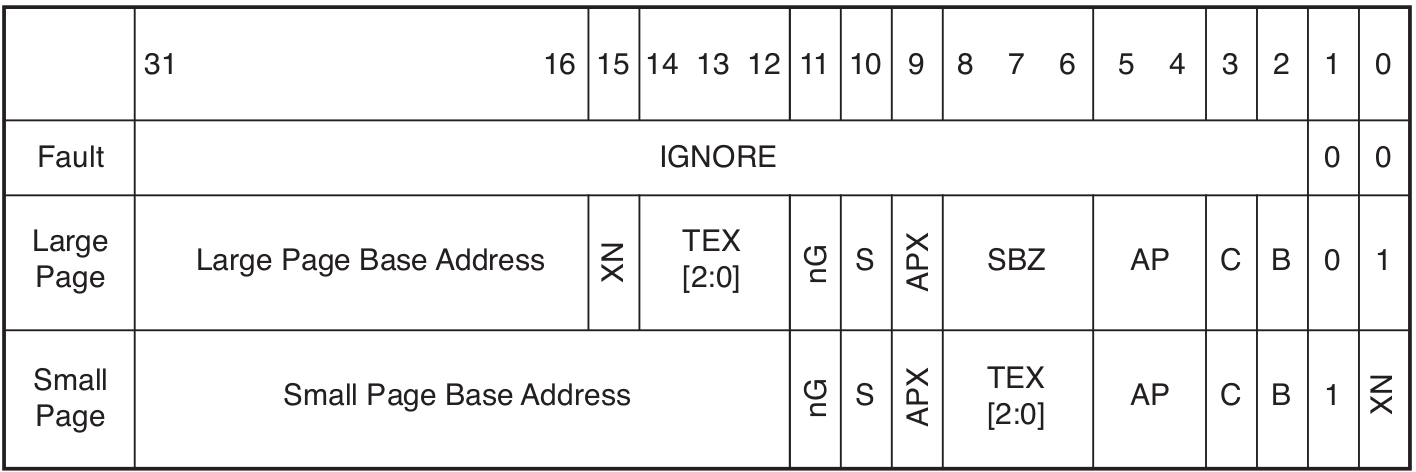 31 16 15 14 13 12 11 10 9 8 7 6 5 4 3 2 1 0
Fault IGNORE 0 0
Large Page Large Page Base Address XN TEX [2:0] nG S APX SBZ AP C B 0 1
Small Page Small Page Base Address nG S APX TEX [2:0] AP C B 1 XN